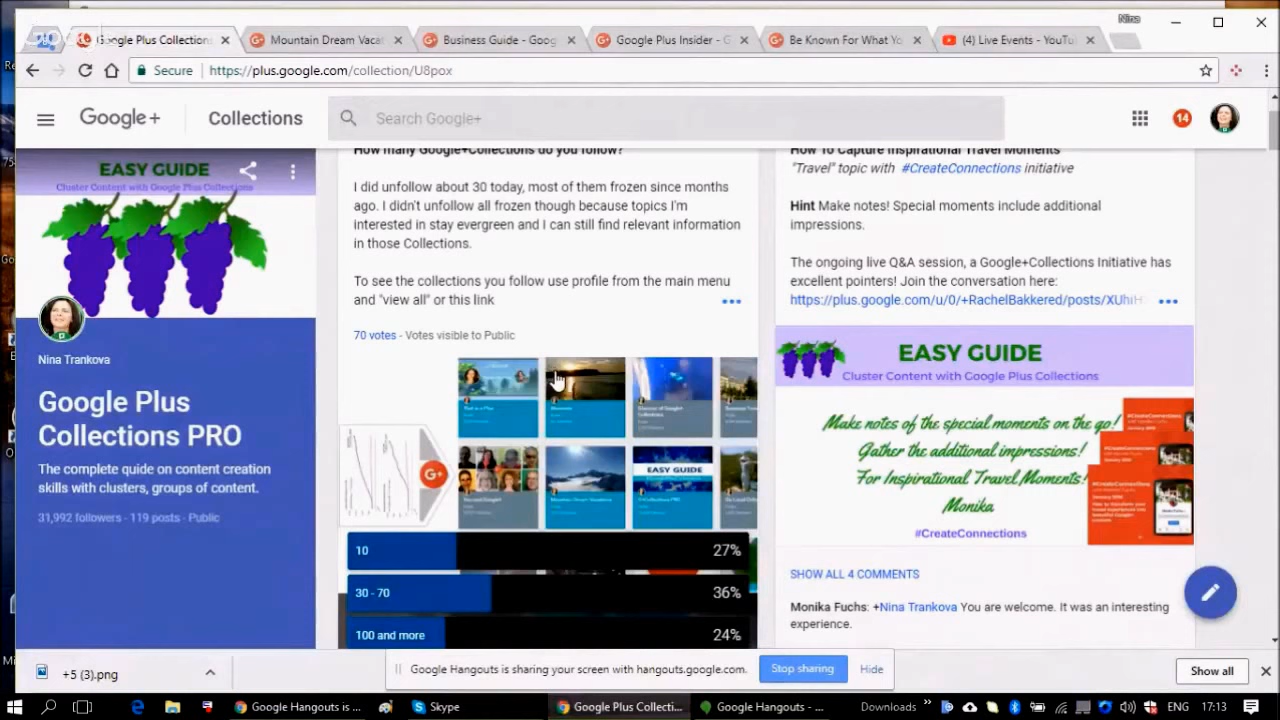 Nina
Google Plus Collection
Mountain Dream Vaca
Business Guide - Goog
Google Plus Insider - G
Be Known For What Yo
(4) Live Events - YouTu
Secure
https://plus.google.com/collection/U8pox
Google+
Collections
Search Google+
14
EASY GUIDE
Cluster Content with Google Plus Collections
Nina Trankova
Google Plus
Collections PRO
The complete quide on content creation
skills with clusters, groups of content.
31,992 followers - 119 posts - Public
How many Google+Collections do you follow?
I did unfollow about 30 today, most of them frozen since months
ago. I didn't unfollow all frozen though because topics I'm
interested in stay evergreen and I can still find relevant information
in those Collections.
To see the collections you follow use profile from the main menu
and "view all" or this link
70 votes - Votes visible to Public
G+
EASY GUIDE
10
27%
30 - 70
36%
100 and more
24%
How To Capture Inspirational Travel Moments
"Travel" topic with #CreateConnections initiative
Hint Make notes! Special moments include additional
impressions.
The ongoing live Q&A session, a Google+Collections Initiative has
excellent pointers! Join the conversation here:
https://plus.google.com/u/0/+RachelBakkered/posts/XUhiH
EASY GUIDE
Cluster Content with Google Plus Collections
Make notes of the special moments on the go!
Gather the additional impressions!
For Inspirational Travel Moments!
Monika
#CreateConnections
SHOW ALL 4 COMMENTS
Monika Fuchs: +Nina Trankova You are welcome. It was an interesting
experience.
Google Hangouts is sharing your screen with hangouts.google.com.
Stop sharing
Hide
+5 (3).png
Show all
Google Hangouts is ...
Skype
Google Plus Collecti...
Google Hangouts - ...
Downloads
ENG
17:13